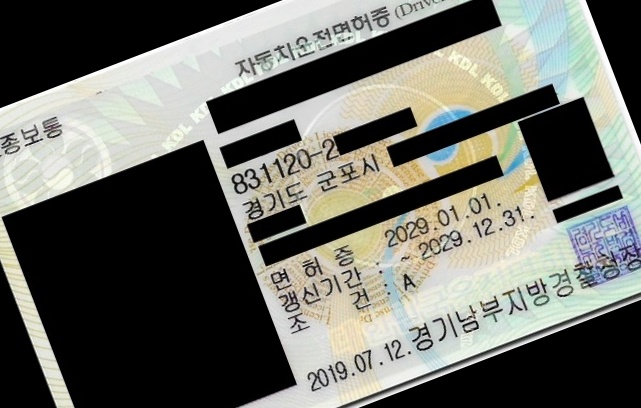 자동차운전면허증 (Drive
종보통
831120-2
경기도 군포시
면 허 증 2029.01.01.
갱신기간 : ~ 2029.12.31.
조 건 : A
2019.07.12. 경기남부지방경찰청장